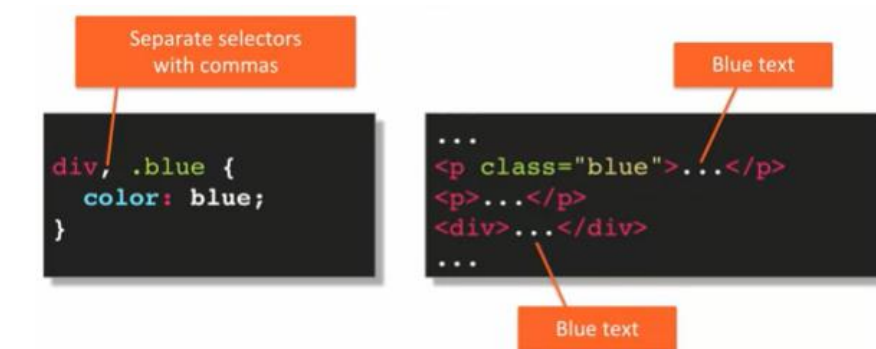 Separate selectors
with commas
div, .blue {
color: blue;
}
Blue text
...
<p class="blue">...</p>
<p>...</p>
<div>...</div>
...
Blue text